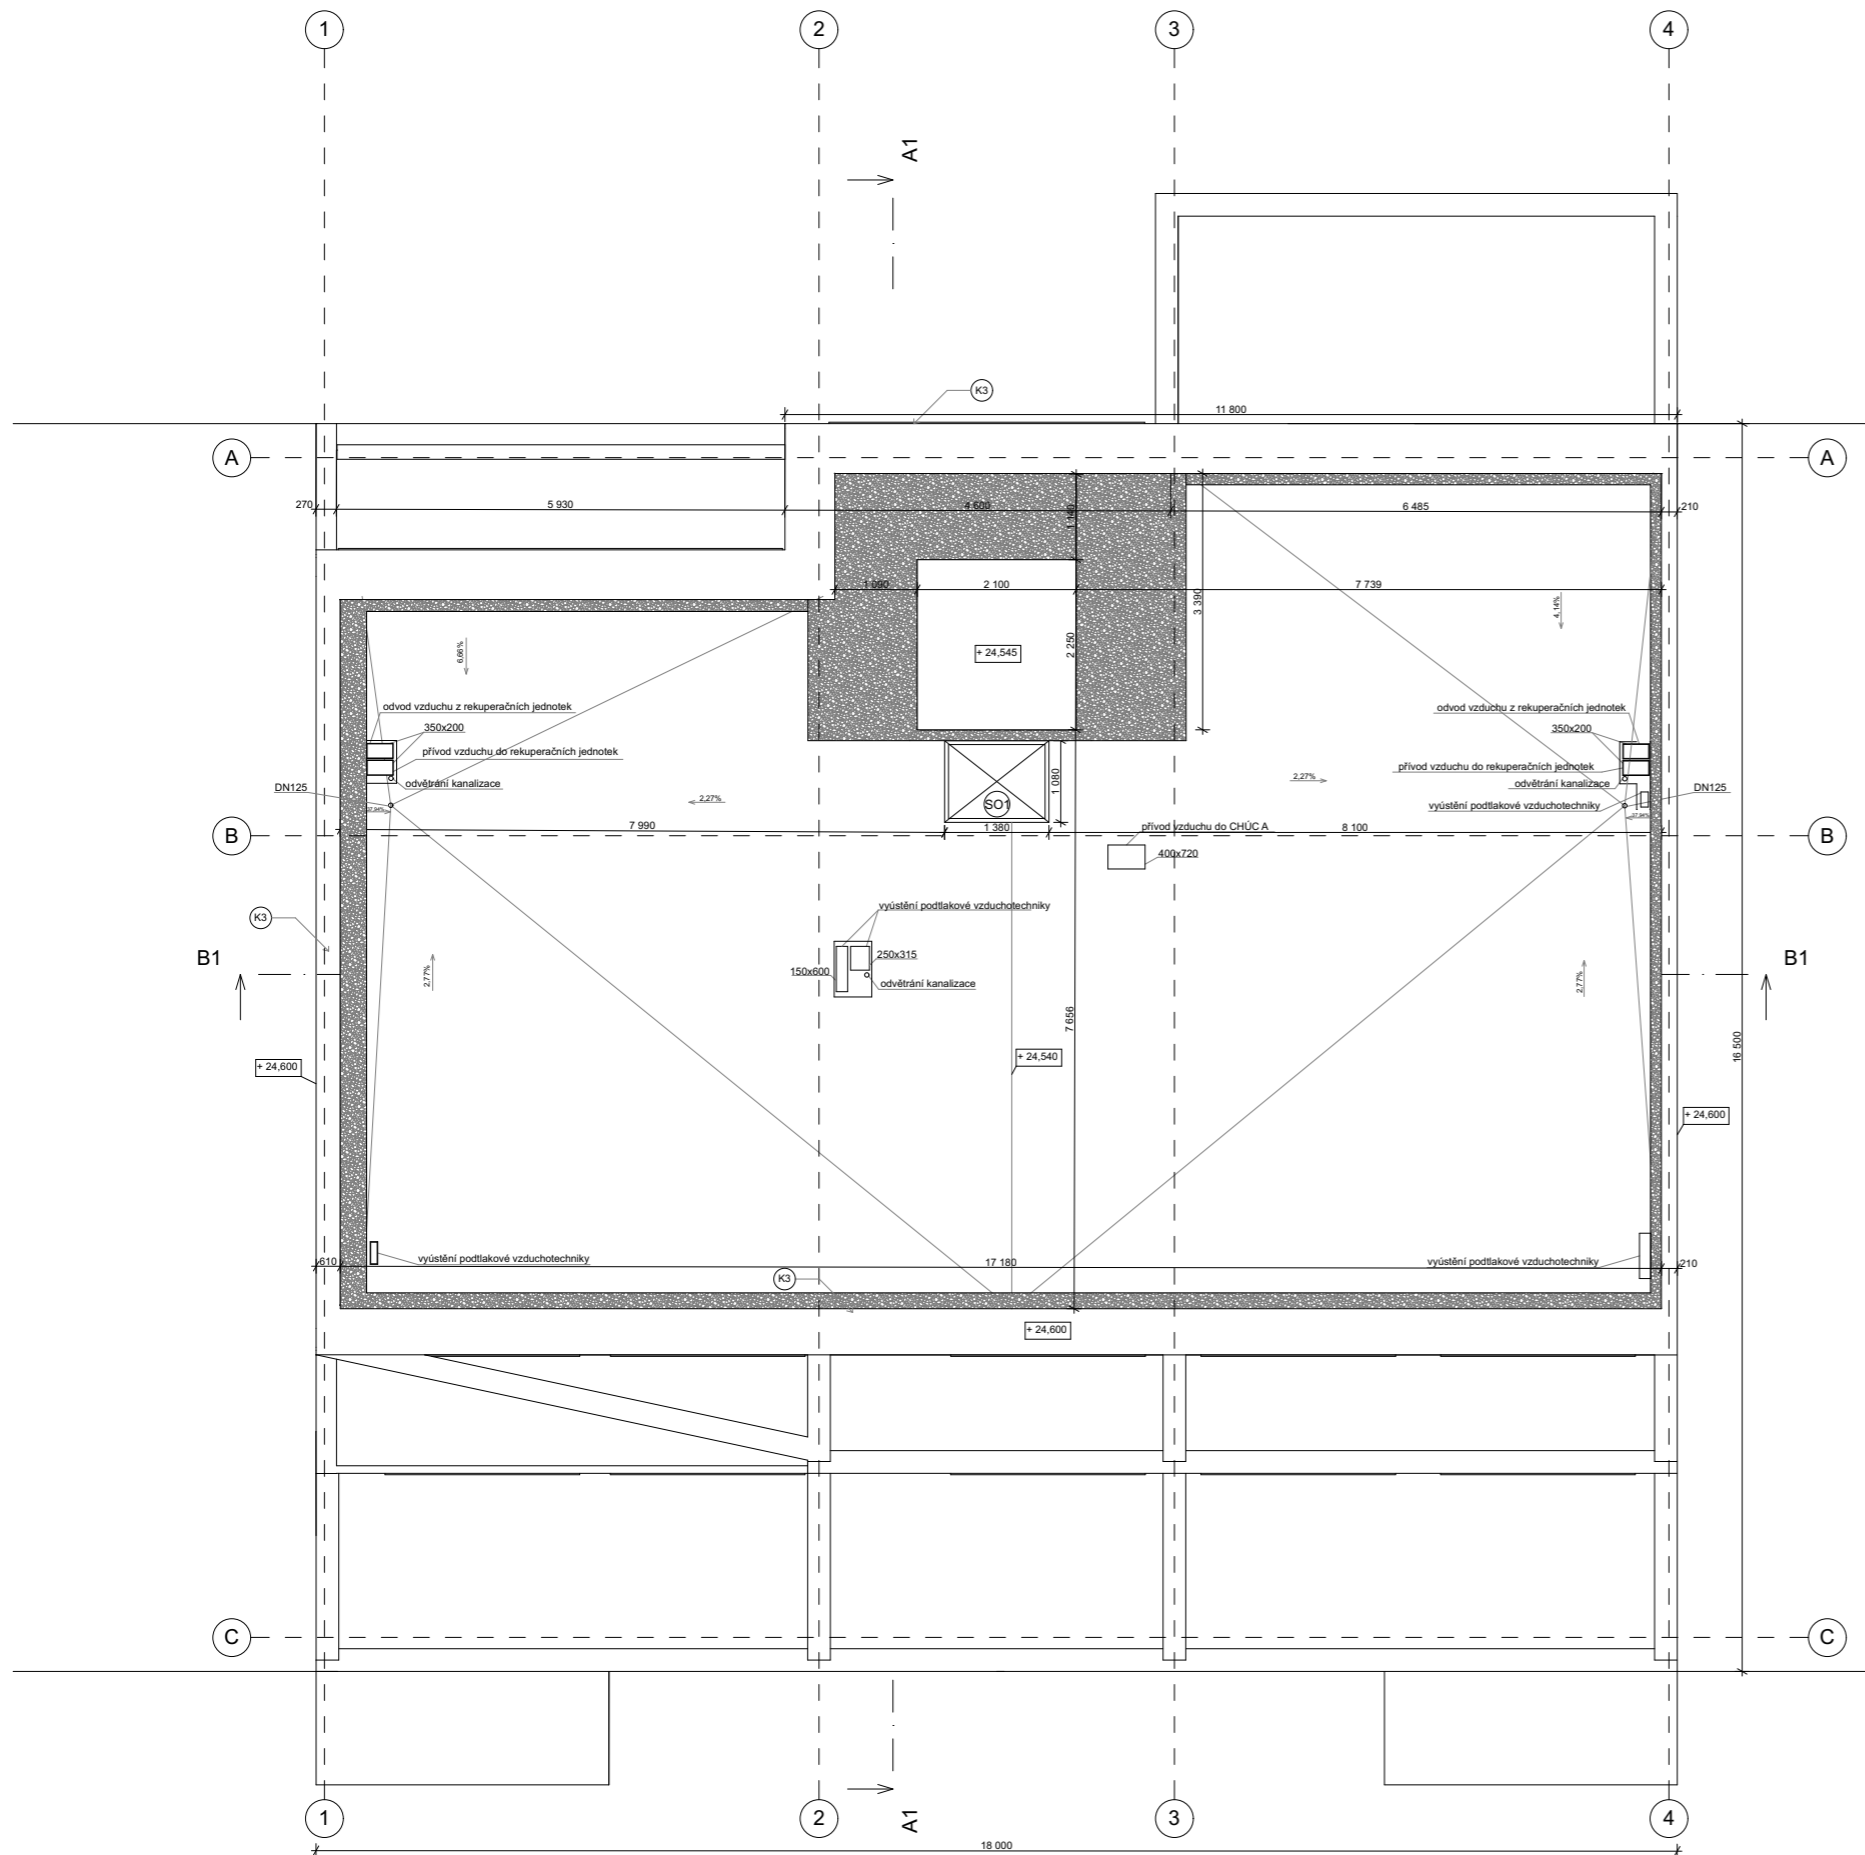 1
2
3
4
A1
K3
11 800
A
A
270
5 930
4 600
1 140
6 485
210
1 090
2 100
7 739
3 390
4,14%
6,66%
2 250
+ 24,545
odvod vzduchu z rekuperačních jednotek
odvod vzduchu z rekuperačních jednotek
350x200
350x200
přívod vzduchu do rekuperačních jednotek
přívod vzduchu do rekuperačních jednotek
odvětrání kanalizace
odvětrání kanalizace
DN125
DN125
2,27%
2,27%
1 080
SO1
vyústění podtlakové vzduchotechniky
37,94%
37,94%
B
B
7 990
1 380
přívod vzduchu do CHÚC A
8 100
400x720
K3
vyústění podtlakové vzduchotechniky
B1
B1
250x315
150x600
odvětrání kanalizace
2,77%
2,77%
7 656
16 500
+ 24,600
+ 24,540
+ 24,600
vyústění podtlakové vzduchotechniky
vyústění podtlakové vzduchotechniky
610
17 180
210
K3
+ 24,600
C
C
A1
1
2
3
4
18 000